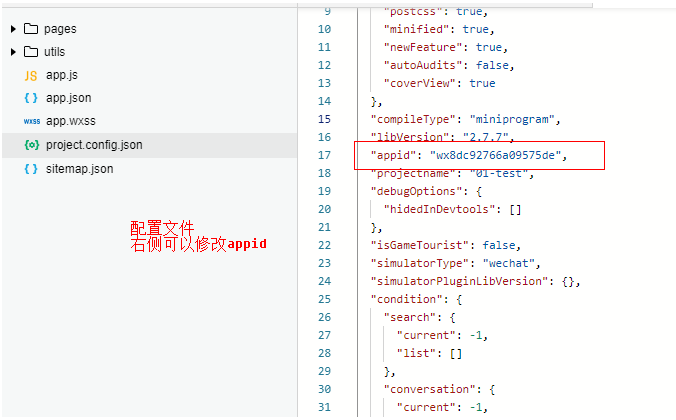 pages
utils
JS app.js
{ } app.json
wxss app.wxss
{o} project.config.json
{ } sitemap.json
配置文件
右侧可以修改appid
9 "postcss": true,
10 "minified": true,
11 "newFeature": true,
12 "autoAudits": false,
13 "coverView": true
14 },
15 "compileType": "miniprogram",
16 "libVersion": "2.7.7",
17 "appid": "wx8dc92766a09575de",
18 "projectname": "01-test",
19 "debugOptions": {
20 "hidedInDevtools": []
21 },
22 "isGameTourist": false,
23 "simulatorType": "wechat",
24 "simulatorPluginLibVersion": {},
25 "condition": {
26 "search": {
27 "current": -1,
28 "list": []
29 },
30 "conversation": {
31 "current": -1,